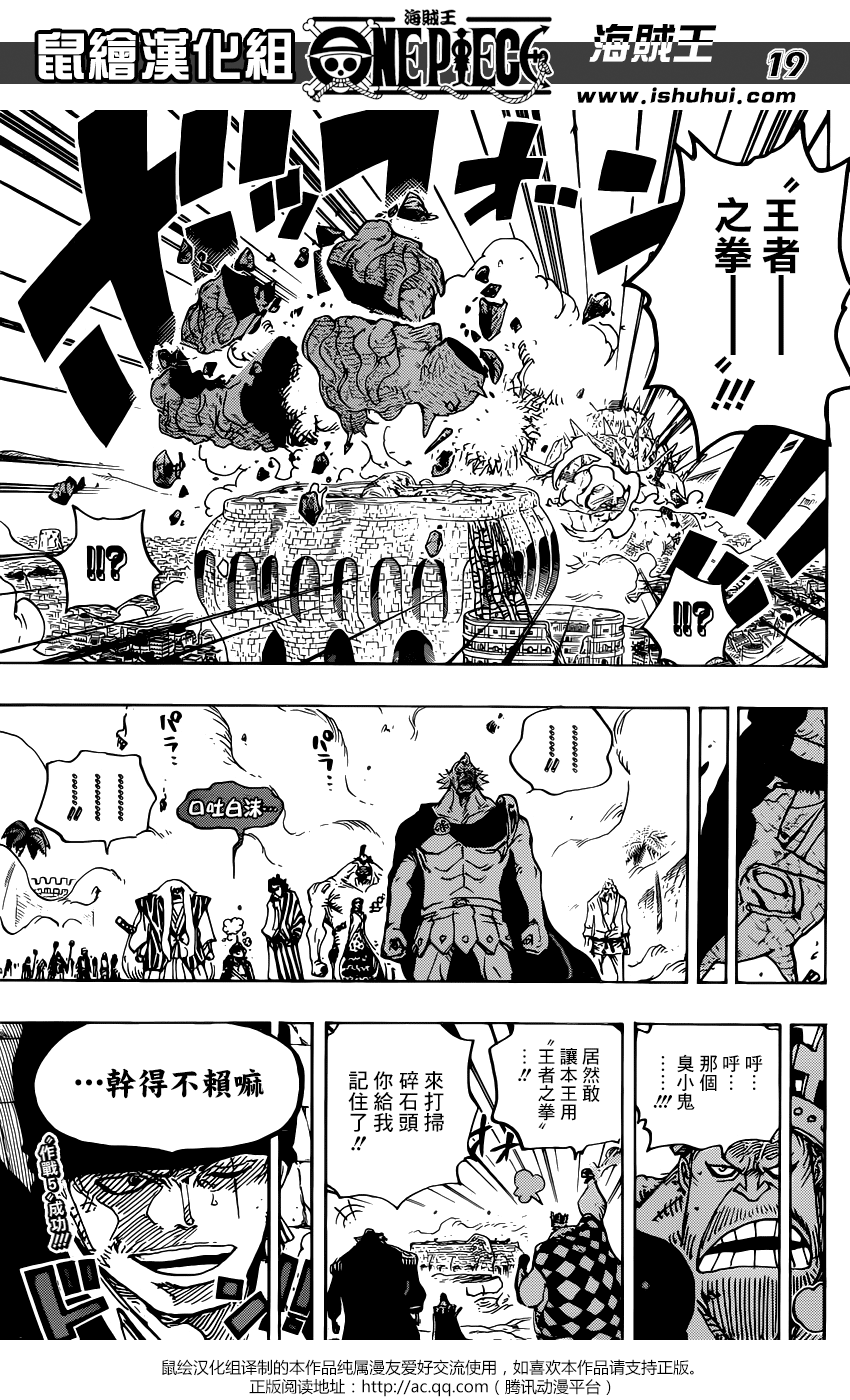 鼠繪漢化組
海賊王
ONE PIECE
海賊王
19
www.ishuhui.com
〝王者——
之拳——〞!!!
ドォォン
!!?
!!?
パラ…
パラ…
………………!!
………………!!
口吐白沫…
呼…
呼…
那個
臭小鬼
…!!!
居然敢
讓本王用
〝王者之拳〞
…!!
來打掃
碎石頭
你給我
記住了!!
…幹得不賴嘛
〝作戰5〞成功!!!
ドン!!
鼠绘汉化组译制的本作品纯属漫友爱好交流使用，如喜欢本作品请支持正版。
正版阅读地址：http://ac.qq.com（腾讯动漫平台）